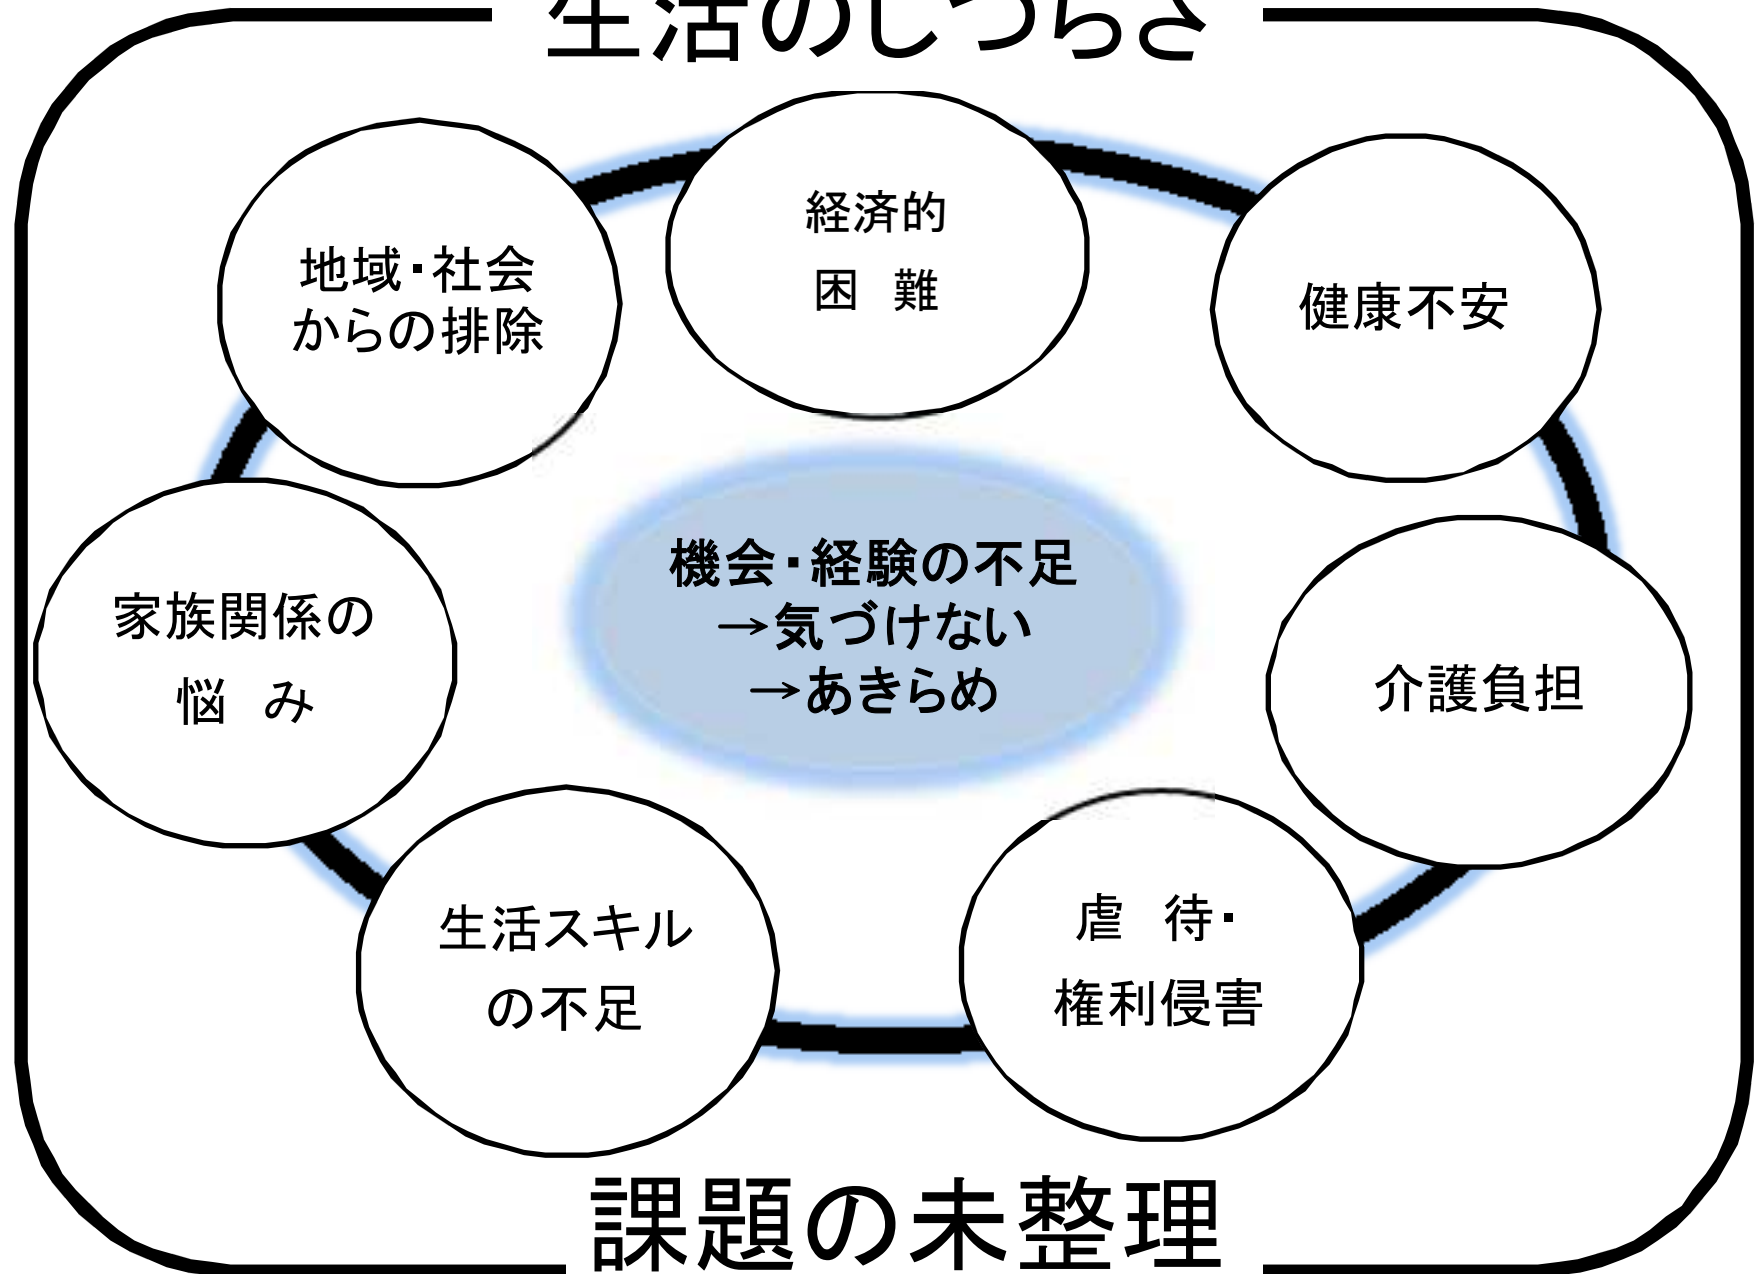 生活のしづらさ
経済的
困　難
地域・社会
からの排除
健康不安
機会・経験の不足
→気づけない
→あきらめ
家族関係の
悩　み
介護負担
生活スキル
の不足
虐　待・
権利侵害
課題の未整理